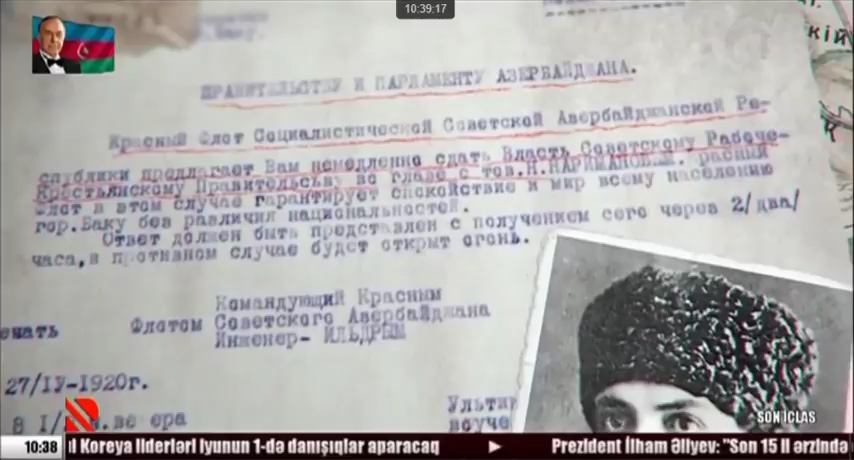 10:39:17
ПРАВИТЕЛЬСТВУ И ПАРЛАМЕНТУ АЗЕРБАЙДЖАНА.
Красный Флот Социалистической Советской Азербайджанской Ре-
спублики предлагает Вам немедленно сдать Власть Советскому Рабоче-
Крестьянскому Правительсьву во главе с тов.Н.НАРИМАНОВЫМ. расный
Флот в этом случае гарантирует спокойствие и мир всему населению
гор.Баку без различия национальностей.
Ответ должен быть представлен с получением сего через 2/два/
часа,в противном случае будет открыт огонь.
Командующий Красным
Флотом Советского Азербайджана
Инженер- ИЛЬДРЫМ
27/IУ-1920г.
8
SON İCLAS
10:38 Koreya liderləri iyunun 1-də danışıqlar aparacaq Prezident İlham Əliyev: "Son 15 il ərzində